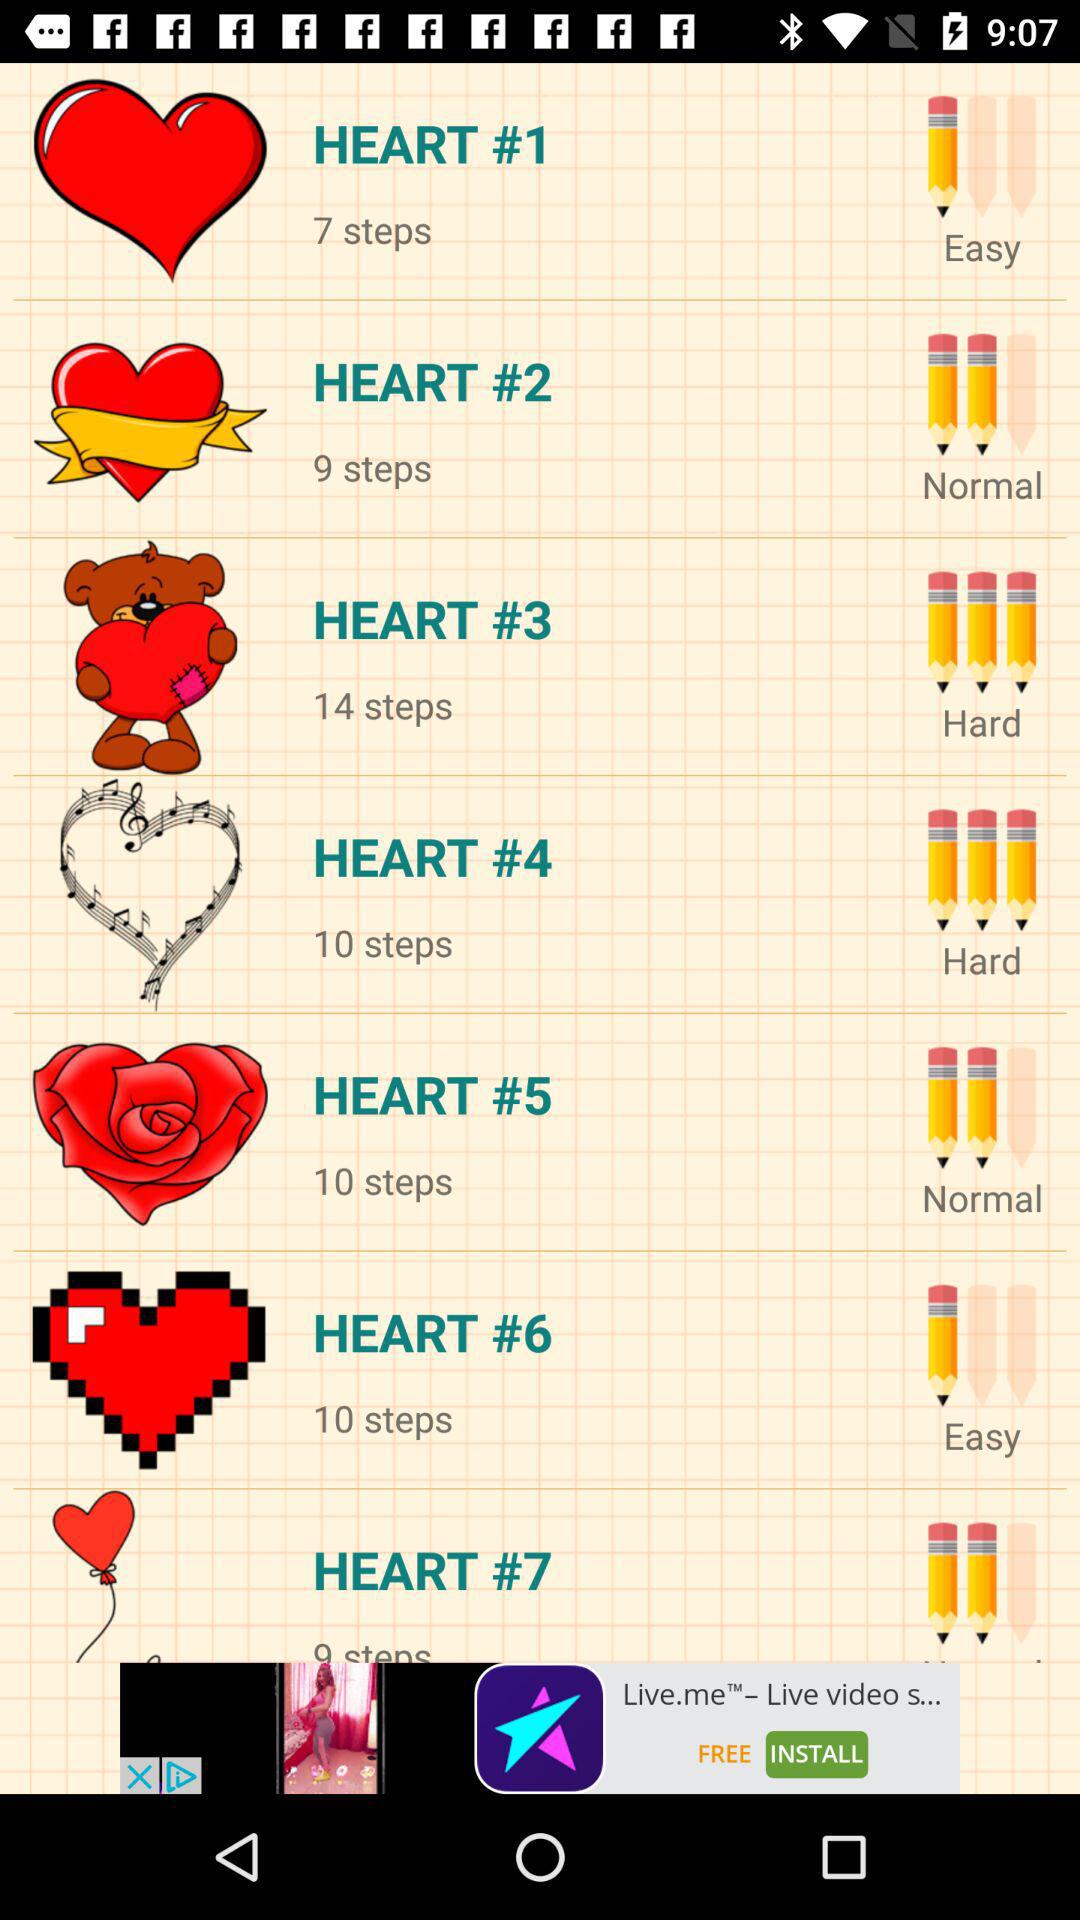 9:07
HEART #1
7 steps
Easy
HEART #2
9 steps
Normal
HEART #3
14 steps
Hard
HEART #4
10 steps
Hard
HEART #5
10 steps
Normal
HEART #6
10 steps
Easy
HEART #7
9 steps
Live.me™– Live video s...
FREE INSTALL